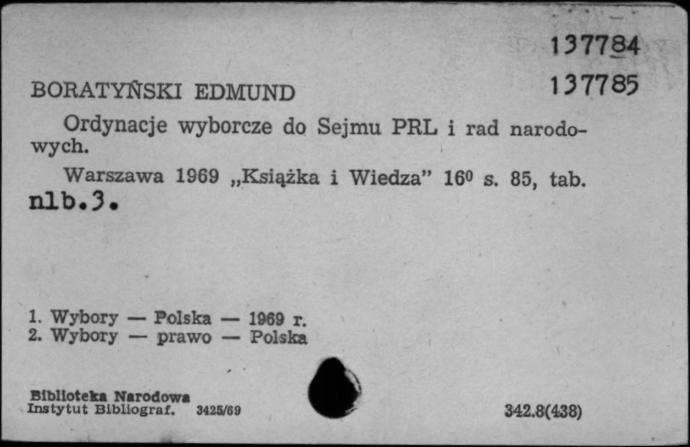 137784
137785
BORATYŃSKI EDMUND
Ordynacje wyborcze do Sejmu PRL i rad narodo-
wych.
Warszawa 1969 „Książka i Wiedza” 16⁰ s. 85, tab.
nlb.3.
1. Wybory — Polska — 1969 r.
2. Wybory — prawo — Polska
Biblioteka Narodowa
Instytut Bibliograf. 3425/69
342.8(438)